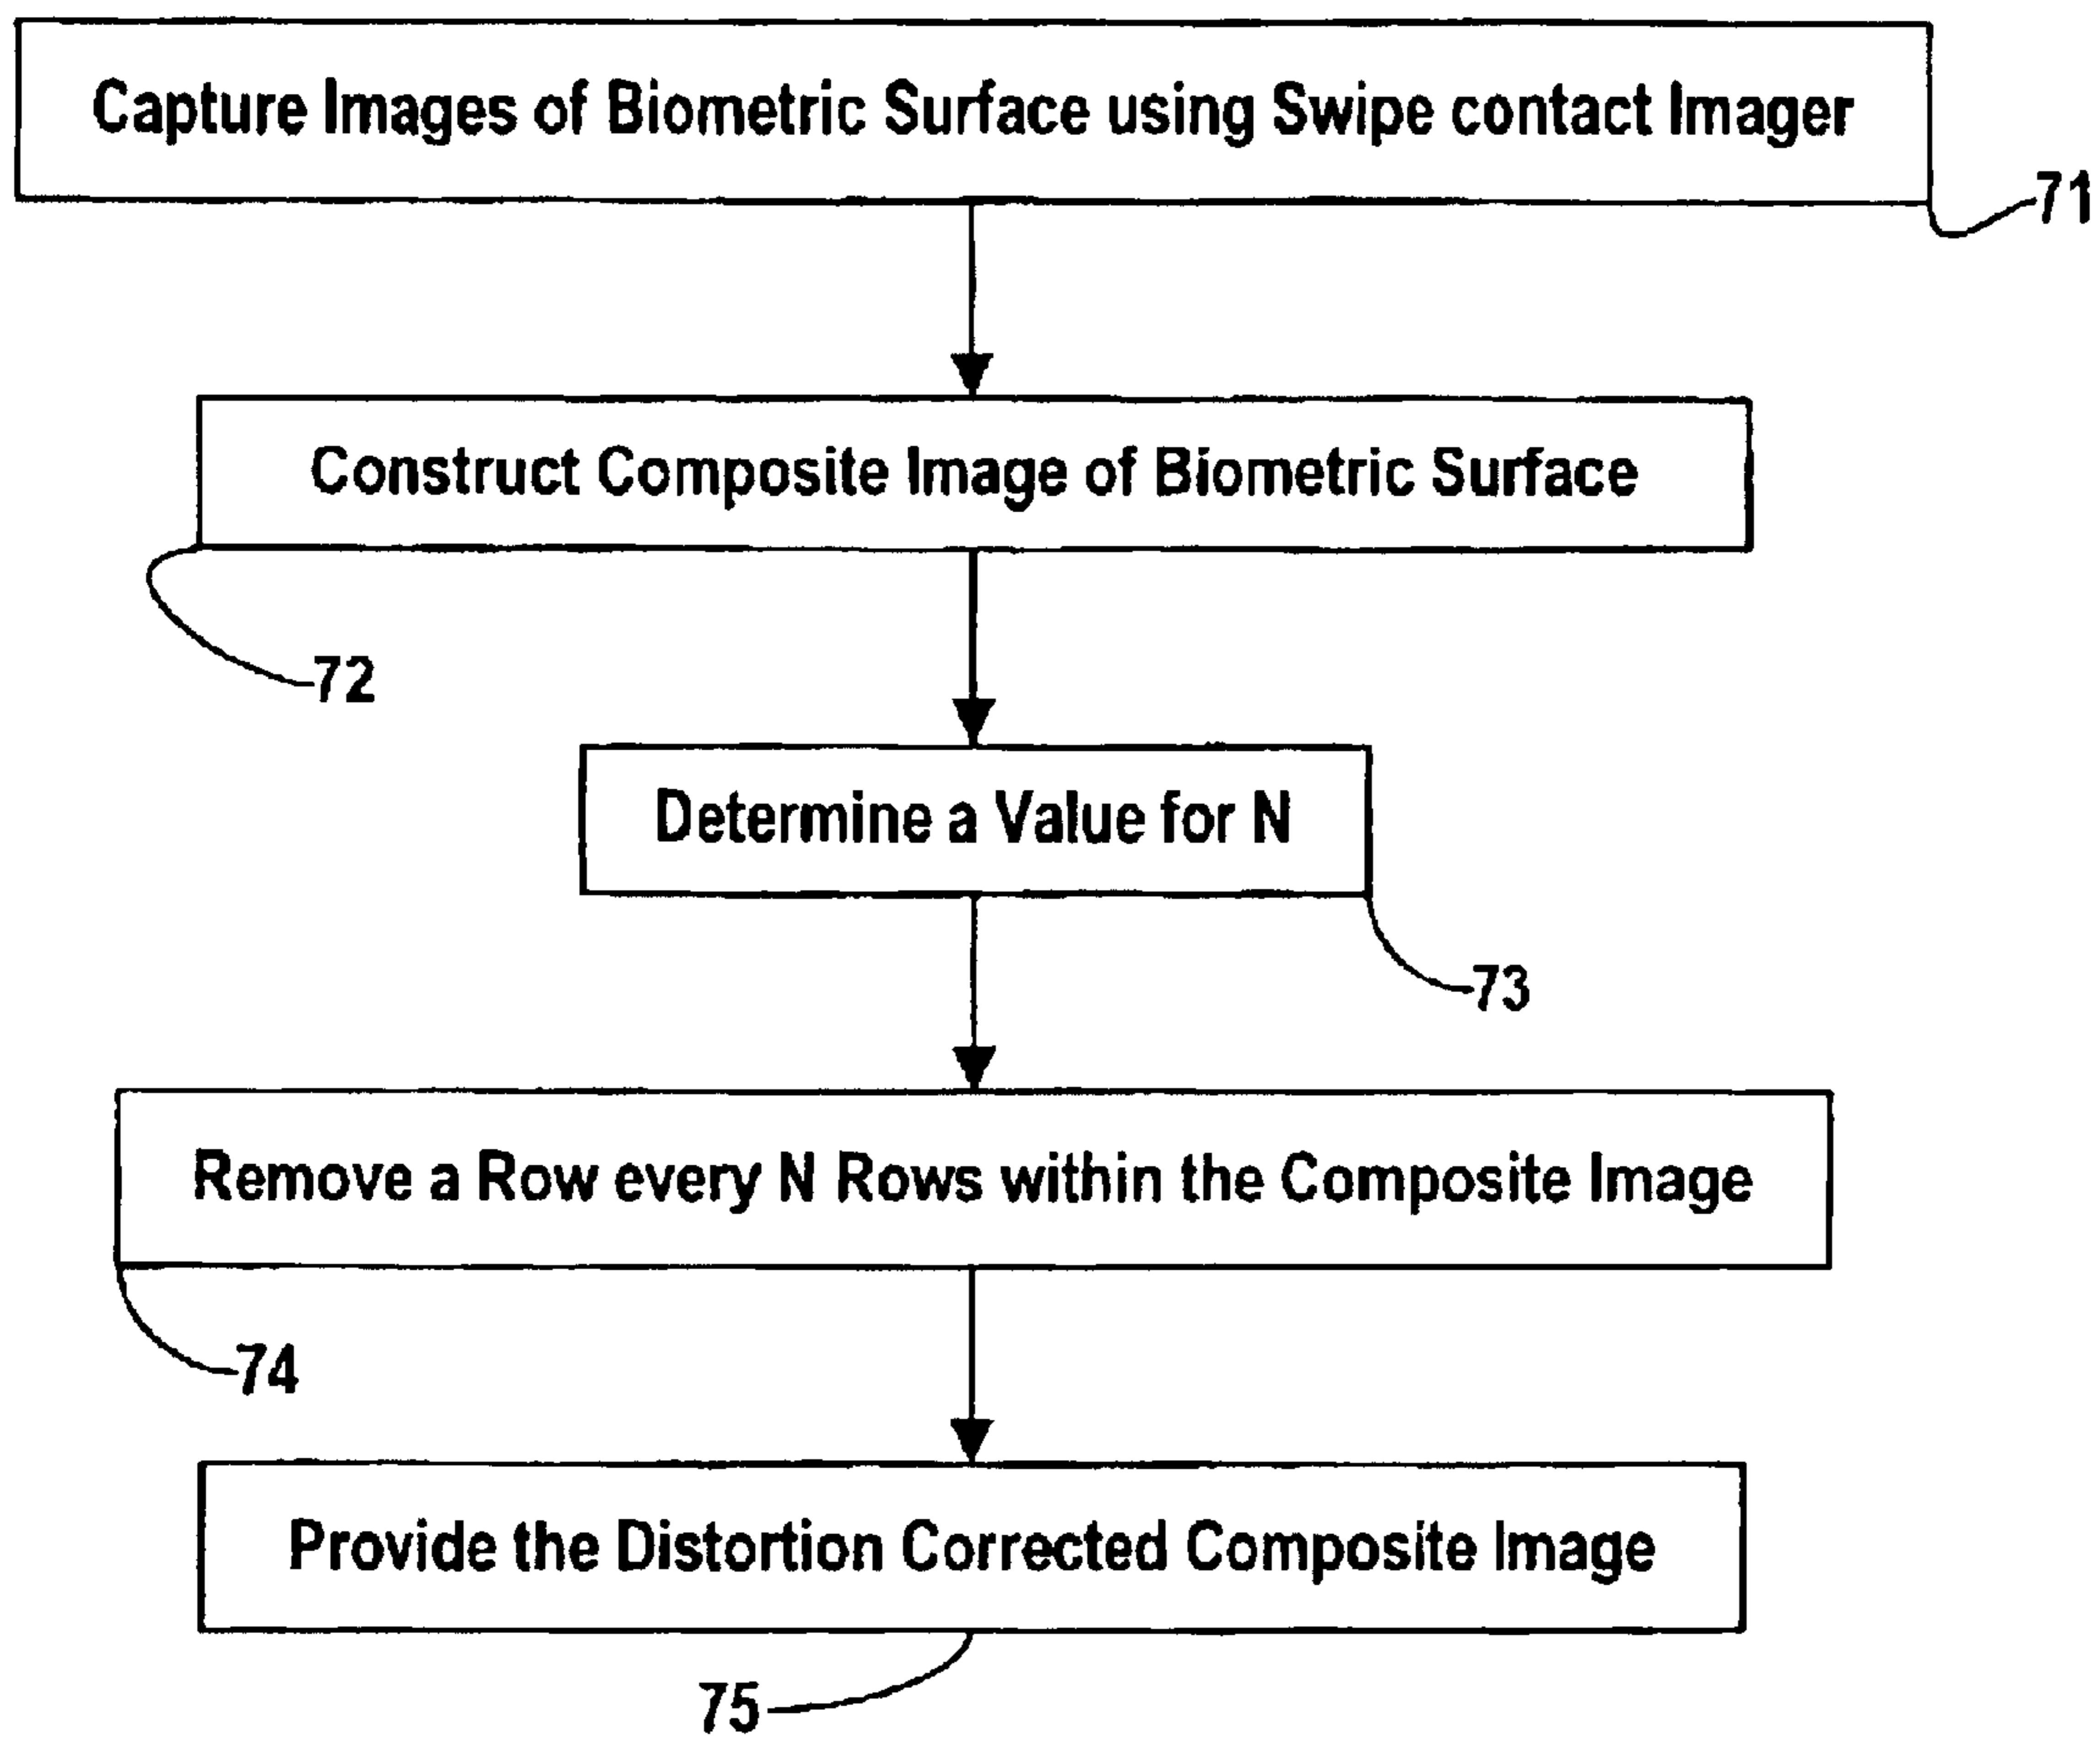 Capture Images of Biometric Surface using Swipe contact Imager
71
Construct Composite Image of Biometric Surface
72
Determine a Value for N
73
Remove a Row every N Rows within the Composite Image
74
Provide the Distortion Corrected Composite Image
75